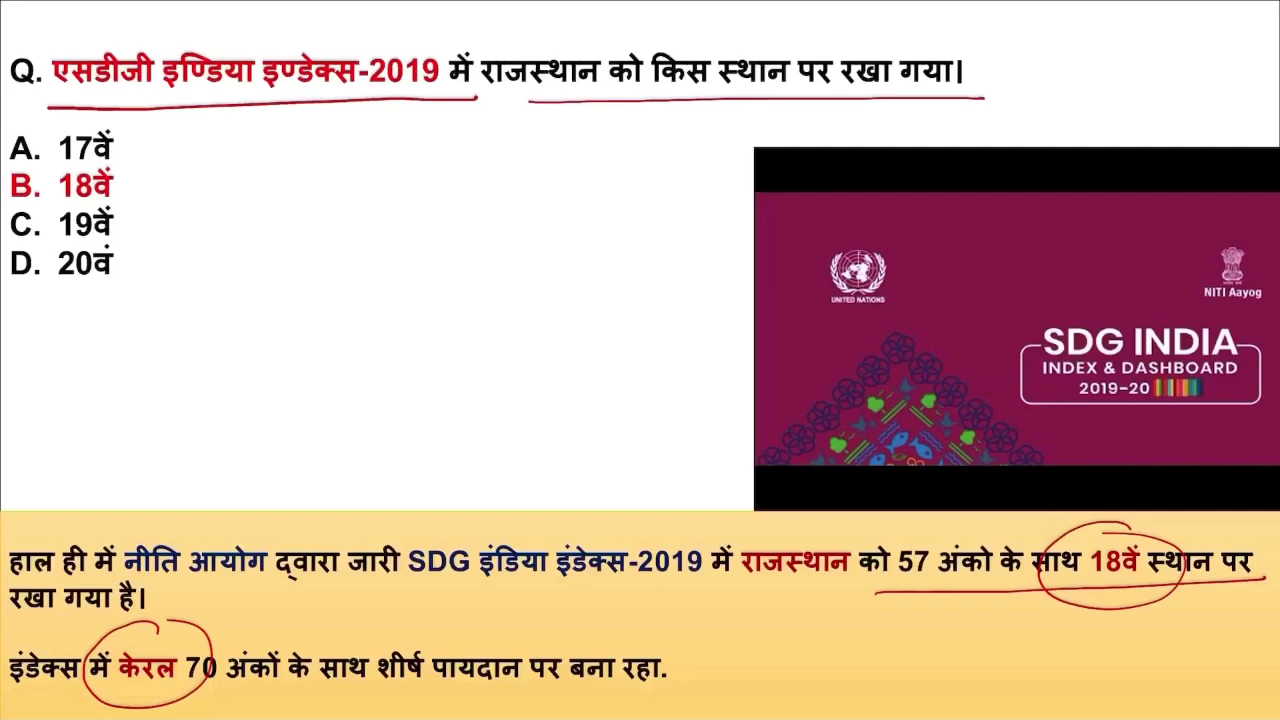 Q. एसडीजी इण्डिया इण्डेक्स-2019 में राजस्थान को किस स्थान पर रखा गया।
A. 17वें
B. 18वें
C. 19वें
D. 20वं
UNITED NATIONS
NITI Aayog
SDG INDIA
INDEX & DASHBOARD
2019-20
हाल ही में नीति आयोग द्वारा जारी SDG इंडिया इंडेक्स-2019 में राजस्थान को 57 अंको के साथ 18वें स्थान पर
रखा गया है।
इंडेक्स में केरल 70 अंकों के साथ शीर्ष पायदान पर बना रहा.